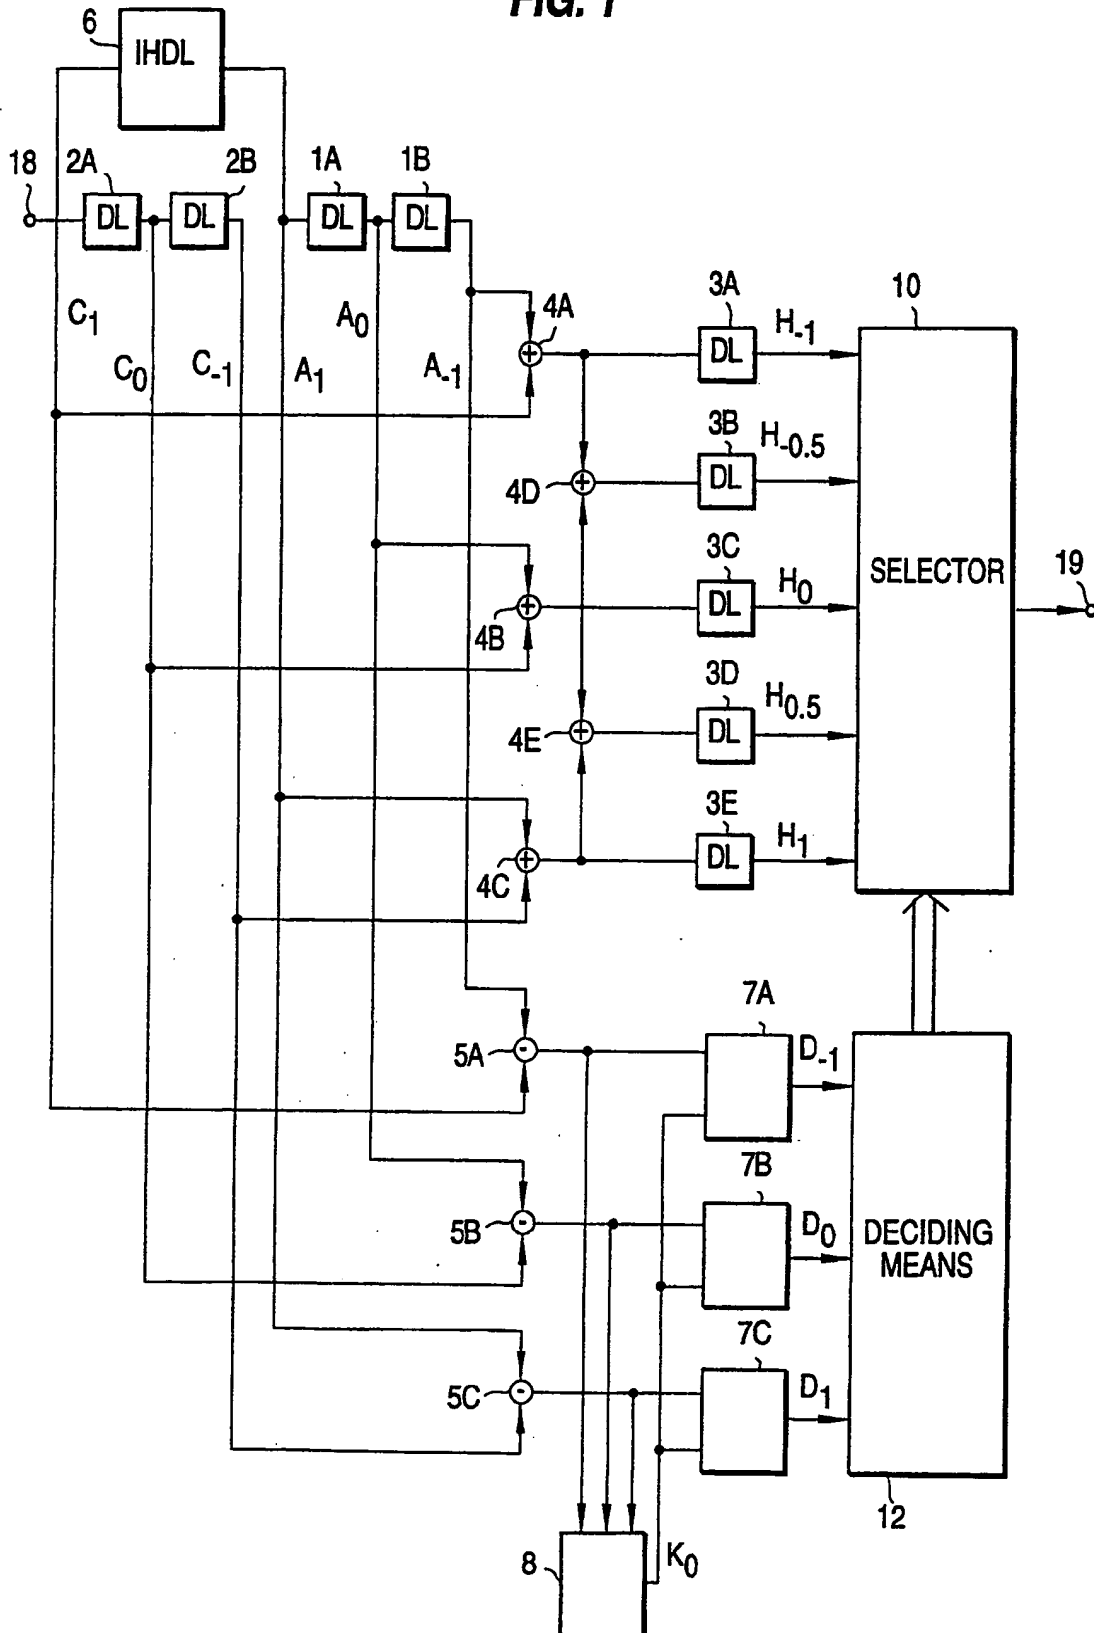 FIG. 1
6
IHDL
18
2A
2B
1A
1B
DL
DL
DL
DL
C1
C0
C-1
A1
A0
A-1
4A
3A
DL
H-1
10
4D
3B
DL
H-0.5
4B
3C
DL
H0
SELECTOR
19
4E
3D
DL
H0.5
4C
3E
DL
H1
5A
7A
D-1
5B
7B
D0
DECIDING
MEANS
5C
7C
D1
12
8
K0